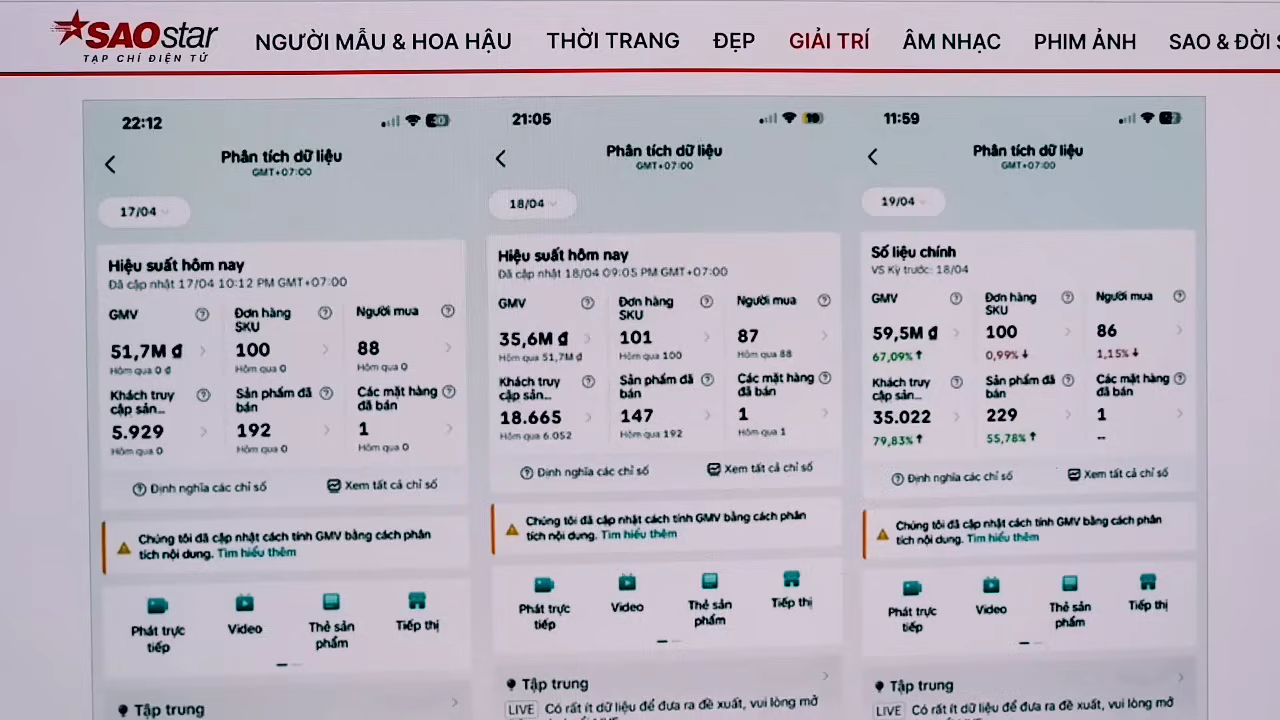 SAOstar
TẠP CHÍ ĐIỆN TỬ
NGƯỜI MẪU & HOA HẬU THỜI TRANG ĐẸP GIẢI TRÍ ÂM NHẠC PHIM ẢNH SAO & ĐỜI
22:12
Phân tích dữ liệu
GMT+07:00
17/04
Hiệu suất hôm nay
Đã cập nhật 17/04 10:12 PM GMT+07:00
GMV
51,7M ₫
Hôm qua 0 ₫
Đơn hàng
SKU
100
Hôm qua 0
Người mua
88
Hôm qua 0
Khách truy
cập sản...
5.929
Hôm qua 0
Sản phẩm đã
bán
192
Hôm qua 0
Các mặt hàng
đã bán
1
Hôm qua 0
Định nghĩa các chỉ số Xem tất cả chỉ số
Chúng tôi đã cập nhật cách tính GMV bằng cách phân
tích nội dung. Tìm hiểu thêm
Phát trực
tiếp
Video
Thẻ sản
phẩm
Tiếp thị
Tập trung
21:05
Phân tích dữ liệu
GMT+07:00
18/04
Hiệu suất hôm nay
Đã cập nhật 18/04 09:05 PM GMT+07:00
GMV
35,6M ₫
Hôm qua 51,7M ₫
Đơn hàng
SKU
101
Hôm qua 100
Người mua
87
Hôm qua 88
Khách truy
cập sản...
18.665
Hôm qua 6.052
Sản phẩm đã
bán
147
Hôm qua 192
Các mặt hàng
đã bán
1
Hôm qua 1
Định nghĩa các chỉ số Xem tất cả chỉ số
Chúng tôi đã cập nhật cách tính GMV bằng cách phân
tích nội dung. Tìm hiểu thêm
Phát trực
tiếp
Video
Thẻ sản
phẩm
Tiếp thị
Tập trung
LIVE Có rất ít dữ liệu để đưa ra đề xuất, vui lòng mở
11:59
Phân tích dữ liệu
GMT+07:00
19/04
Số liệu chính
VS Kỳ trước: 18/04
GMV
59,5M ₫
67,09%↑
Đơn hàng
SKU
100
0,99%↓
Người mua
86
1,15%↓
Khách truy
cập sản...
35.022
79,83%↑
Sản phẩm đã
bán
229
55,78%↑
Các mặt hàng
đã bán
1
--
Định nghĩa các chỉ số Xem tất cả chỉ số
Chúng tôi đã cập nhật cách tính GMV bằng cách phân
tích nội dung. Tìm hiểu thêm
Phát trực
tiếp
Video
Thẻ sản
phẩm
Tiếp thị
Tập trung
LIVE Có rất ít dữ liệu để đưa ra đề xuất, vui lòng mở